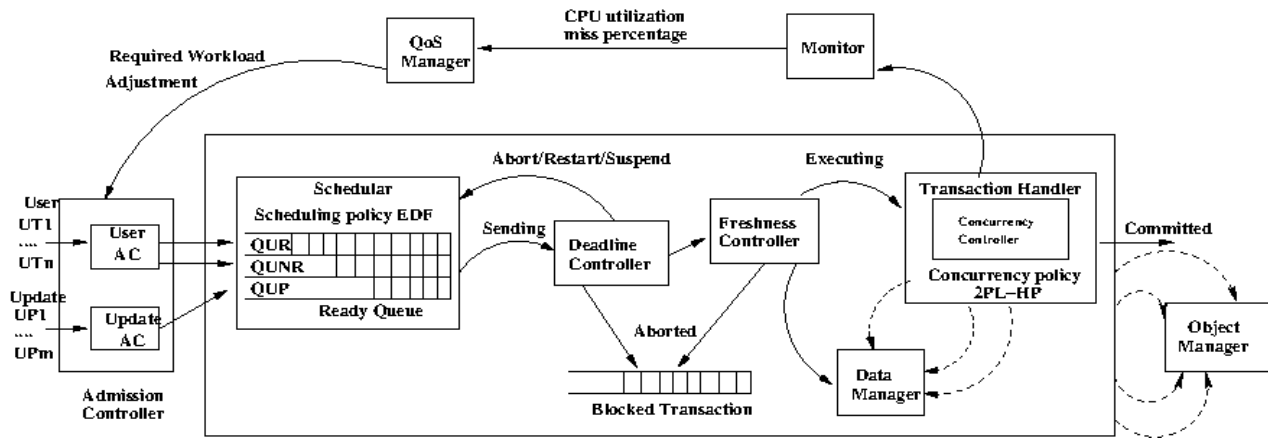 CPU utilization
miss percentage
QoS
Manager
Monitor
Required Workload
Adjustment
Abort/Restart/Suspend
Executing
Schedular
Scheduling policy EDF
QUR
QUNR
QUP
Ready Queue
Sending
Deadline
Controller
Freshness
Controller
Transaction Handler
Concurrency
Controller
Concurrency policy
2PL–HP
Committed
User
UT1
....
UTn
User
AC
Update
UP1
....
UPm
Update
AC
Admission
Controller
Aborted
Blocked Transaction
Data
Manager
Object
Manager